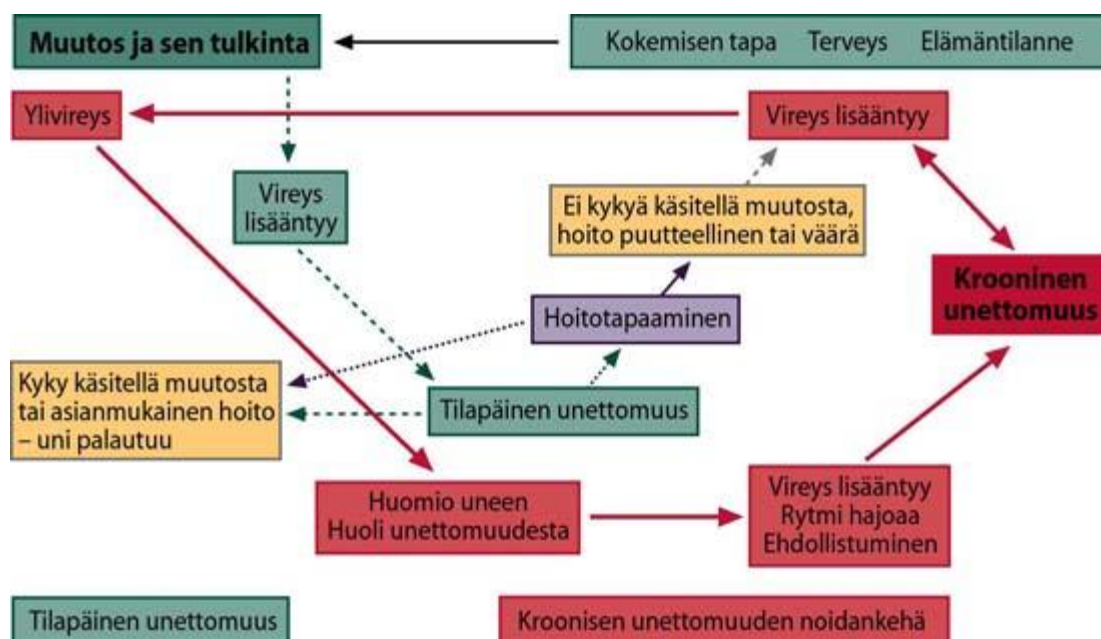 Muutos ja sen tulkinta
Kokemisen tapa Terveys Elämäntilanne
Ylivireys
Vireys lisääntyy
Vireys
lisääntyy
Ei kykyä käsitellä muutosta,
hoito puutteellinen tai väärä
Krooninen
unettomuus
Hoitotapaaminen
Kyky käsitellä muutosta
tai asianmukainen hoito
– uni palautuu
Tilapäinen unettomuus
Huomio uneen
Huoli unettomuudesta
Vireys lisääntyy
Rytmi hajoaa
Ehdollistuminen
Tilapäinen unettomuus
Kroonisen unettomuuden noidankehä